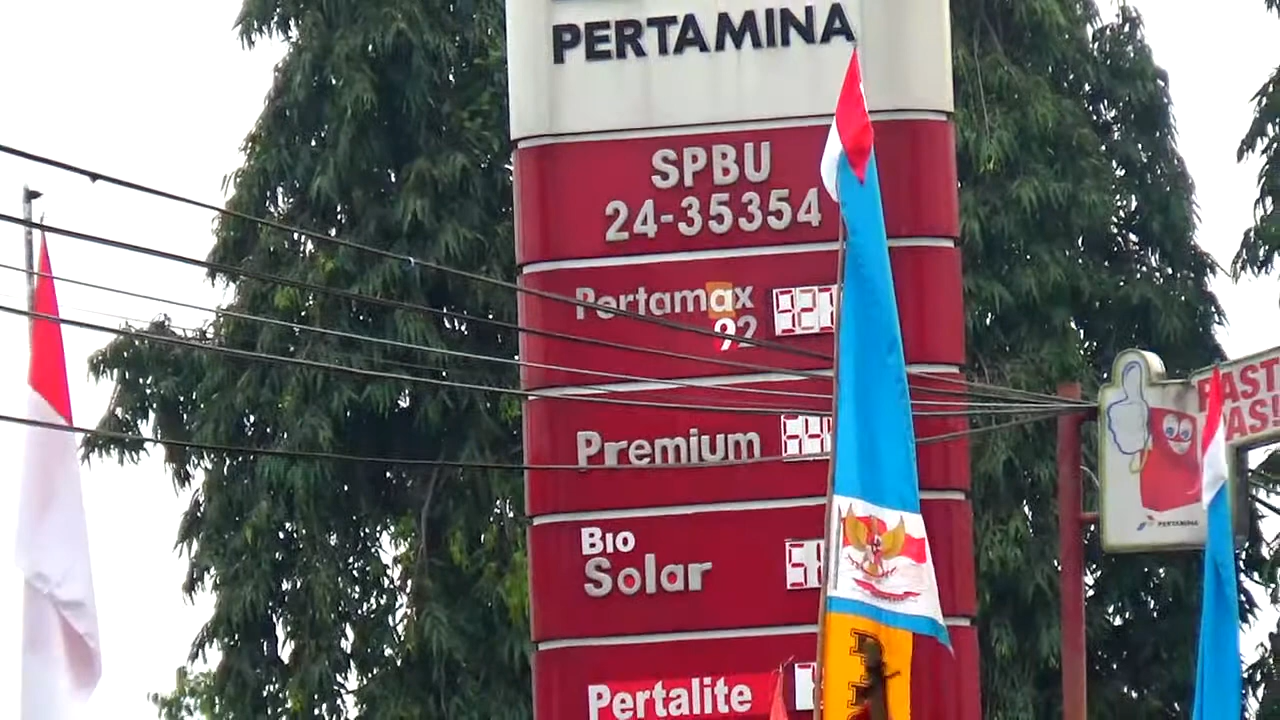 PERTAMINA
SPBU
24-35354
Pertamax
92
Premium
Bio
Solar
Pertalite
PERTAMINA